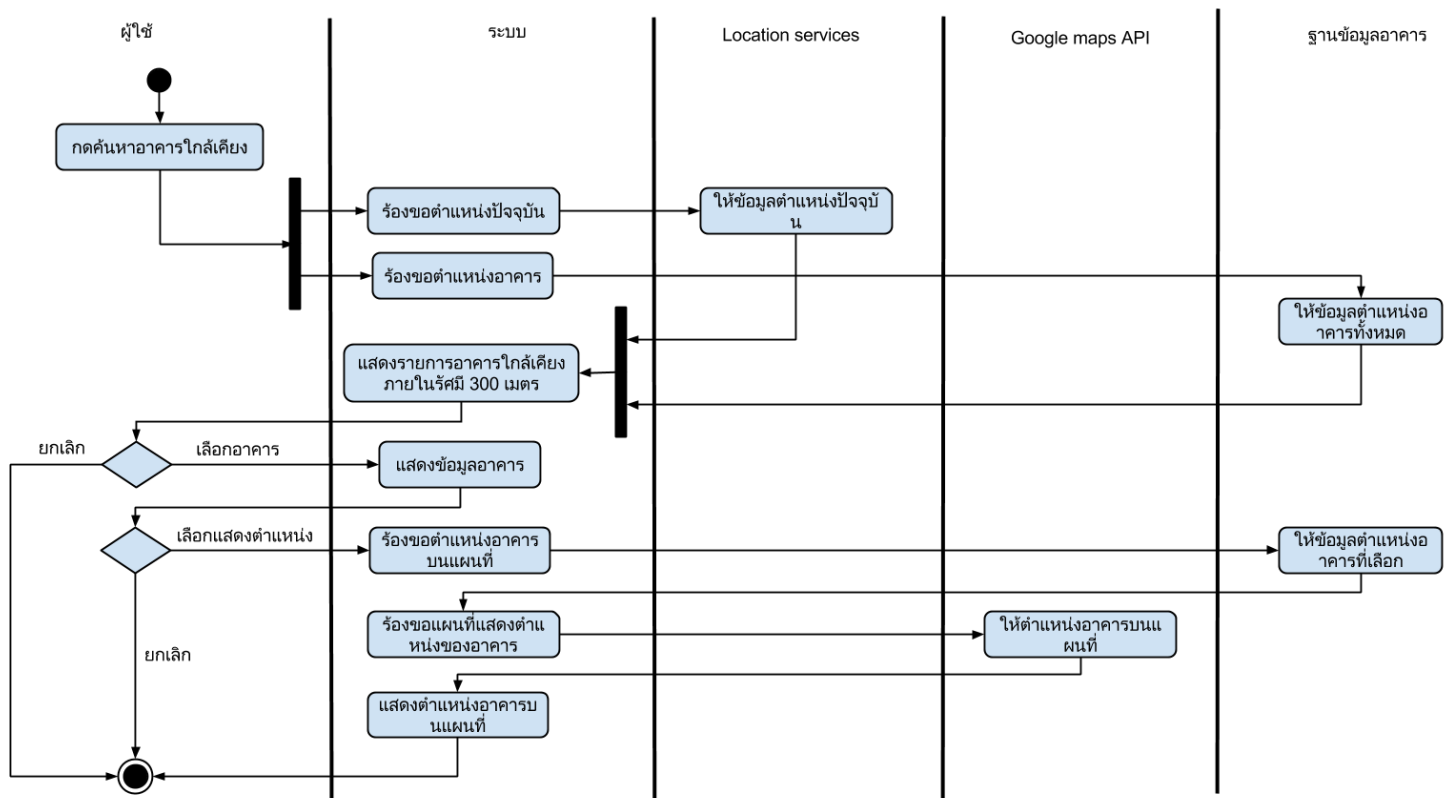 ผู้ใช้
ระบบ
Location services
Google maps API
ฐานข้อมูลอาคาร
กดค้นหาอาคารใกล้เคียง
ร้องขอตำแหน่งปัจจุบัน
ให้ข้อมูลตำแหน่งปัจจุบั
น
ร้องขอตำแหน่งอาคาร
ให้ข้อมูลตำแหน่งอ
าคารทั้งหมด
แสดงรายการอาคารใกล้เคียง
ภายในรัศมี 300 เมตร
ยกเลิก
เลือกอาคาร
แสดงข้อมูลอาคาร
เลือกแสดงตำแหน่ง
ร้องขอตำแหน่งอาคาร
บนแผนที่
ให้ข้อมูลตำแหน่งอ
าคารที่เลือก
ร้องขอแผนที่แสดงตำแ
หน่งของอาคาร
ให้ตำแหน่งอาคารบนแ
ผนที่
ยกเลิก
แสดงตำแหน่งอาคารบ
นแผนที่